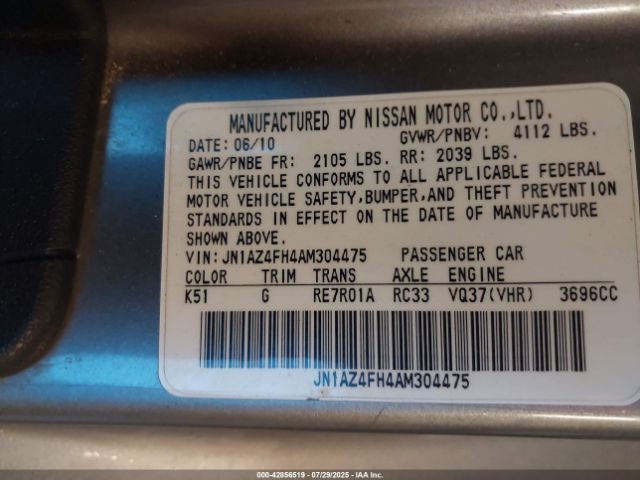 MANUFACTURED BY NISSAN MOTOR CO.,LTD.
DATE: 06/10 GVWR/PNBV: 4112 LBS.
GAWR/PNBE FR: 2105 LBS. RR: 2039 LBS.
THIS VEHICLE CONFORMS TO ALL APPLICABLE FEDERAL
MOTOR VEHICLE SAFETY,BUMPER,AND THEFT PREVENTION
STANDARDS IN EFFECT ON THE DATE OF MANUFACTURE
SHOWN ABOVE.
VIN: JN1AZ4FH4AM304475 PASSENGER CAR
COLOR TRIM TRANS AXLE ENGINE
K51 G RE7R01A RC33 VQ37(VHR) 3696CC
JN1AZ4FH4AM304475
000-42856519 - 07/29/2025 - IAAI.COM